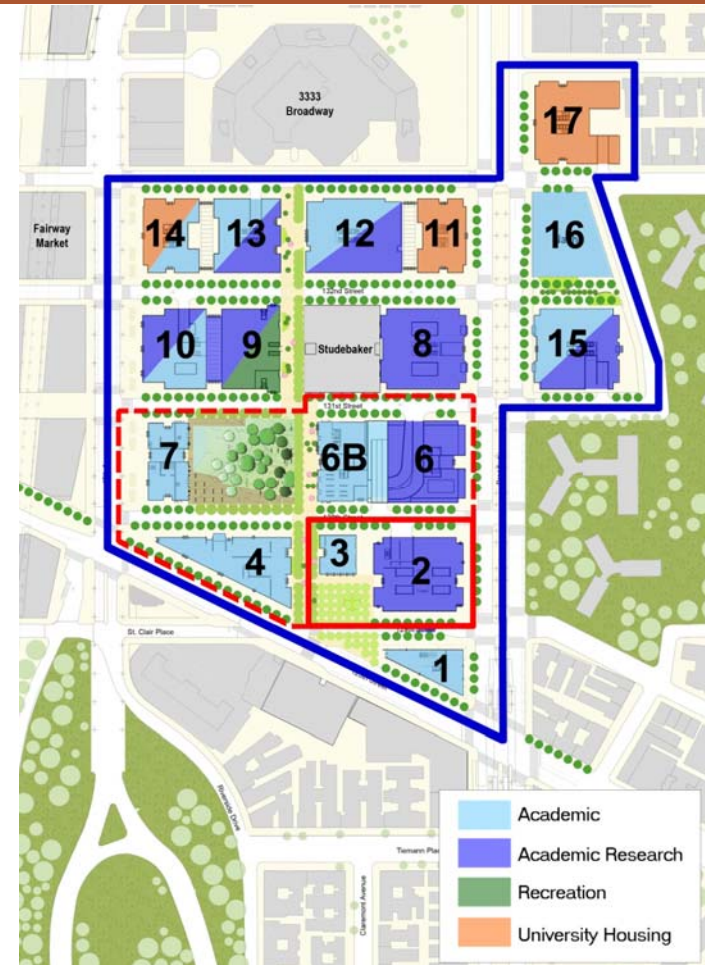 3333
Broadway
17
Fairway
Market
14
13
12
11
16
132nd Street
10
9
Studebaker
8
15
131st Street
7
6B
6
4
3
2
St. Clair Place
1
Riverside Drive
Tiemann Place
Claremont Avenue
Academic
Academic Research
Recreation
University Housing